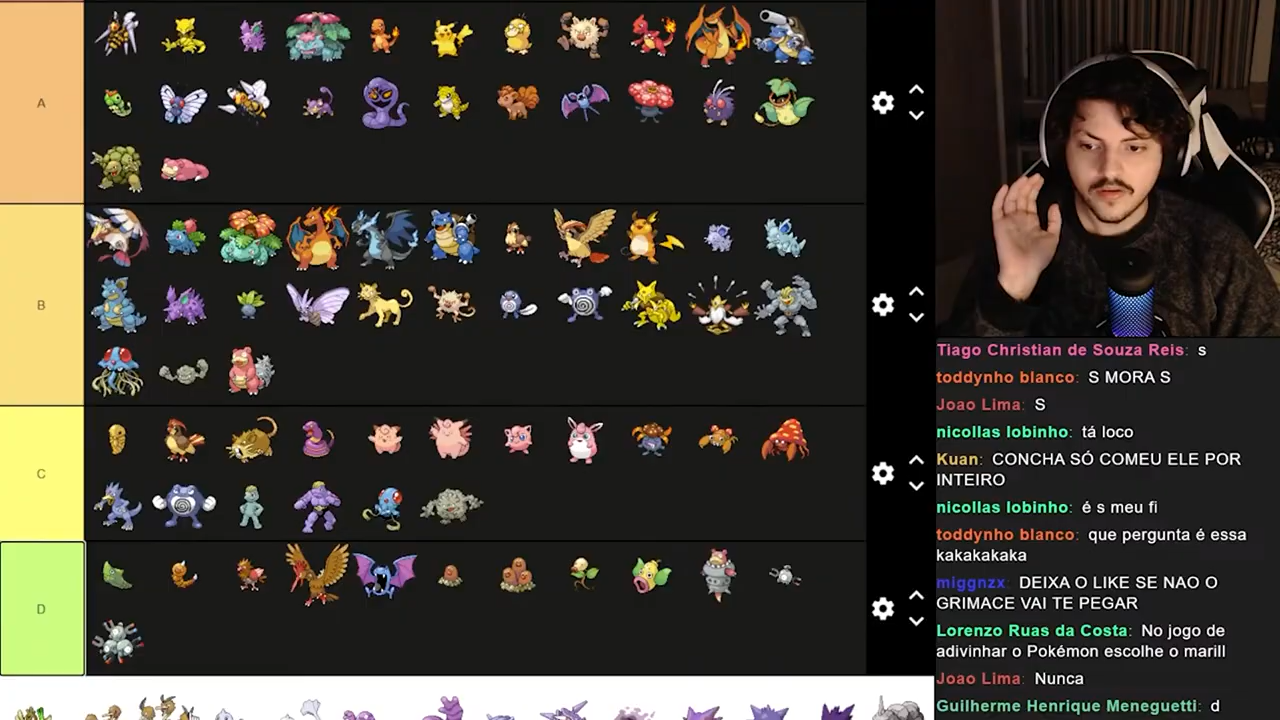 A
B
C
D
Tiago Christian de Souza Reis: s
toddynho blanco: S MORA S
Joao Lima: S
nicollas lobinho: tá loco
Kuan: CONCHA SÓ COMEU ELE POR
INTEIRO
nicollas lobinho: é s meu fi
toddynho blanco: que pergunta é essa
kakakakaka
miggnzx: DEIXA O LIKE SE NAO O
GRIMACE VAI TE PEGAR
Lorenzo Ruas da Costa: No jogo de
adivinhar o Pokémon escolhe o marill
Joao Lima: Nunca
Guilherme Henrique Meneguetti: d